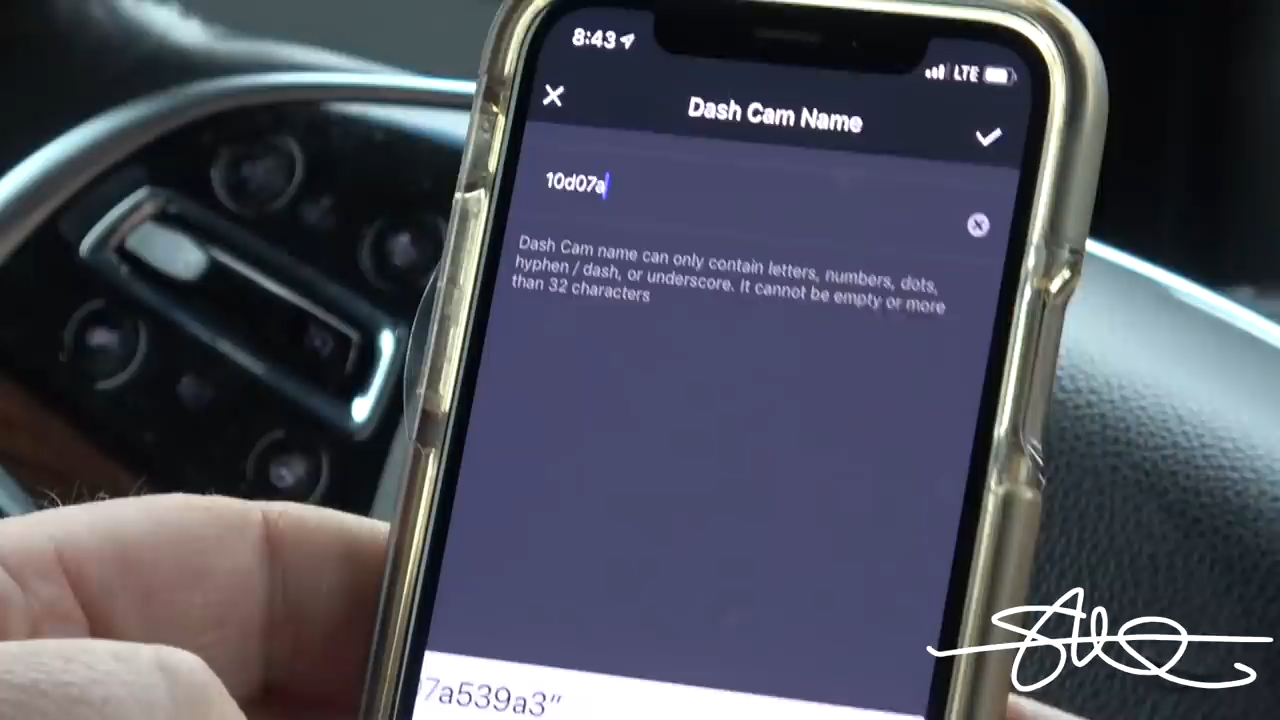 8:43
LTE
Dash Cam Name
10d07a
Dash Cam name can only contain letters, numbers, dots,
hyphen / dash, or underscore. It cannot be empty or more
than 32 characters
7a539a3"